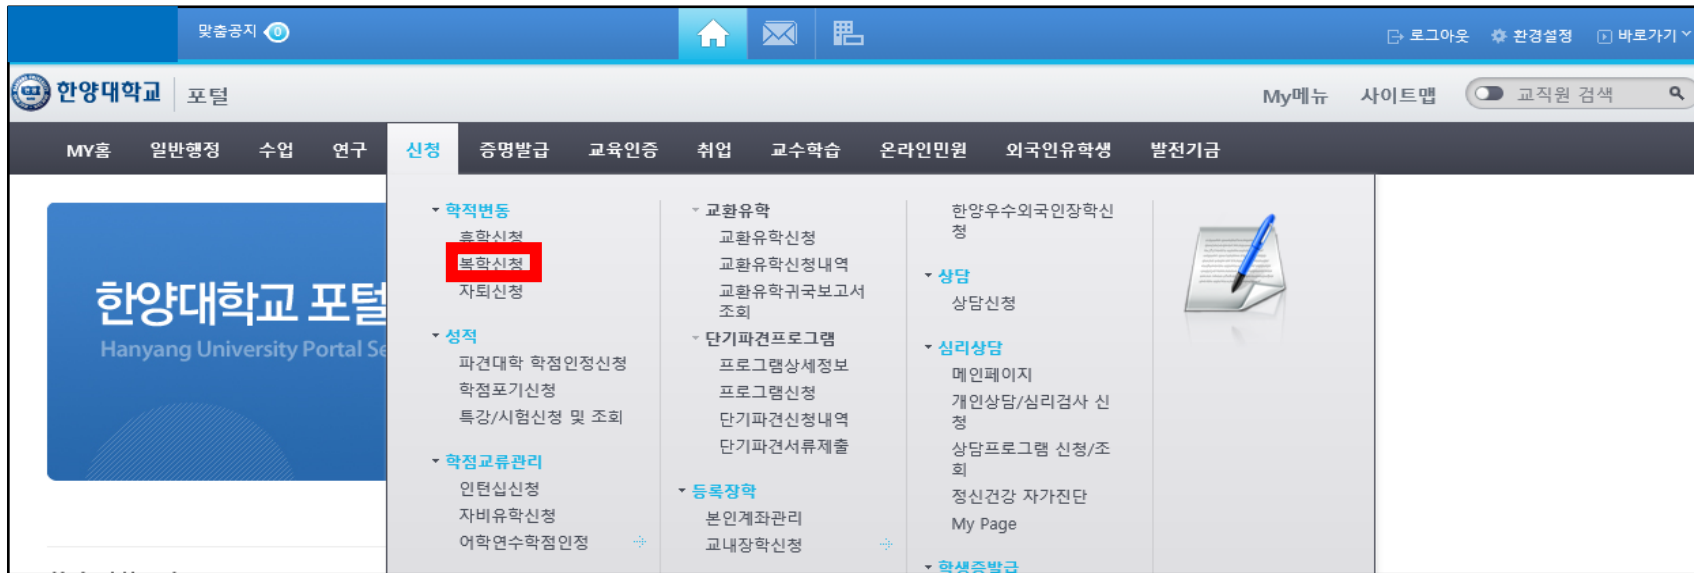 맞춤공지 0
로그아웃 환경설정 바로가기
한양대학교 포털
My메뉴 사이트맵 교직원 검색
MY홈 일반행정 수업 연구 신청 증명발급 교육인증 취업 교수학습 온라인민원 외국인유학생 발전기금
한양대학교 포털
Hanyang University Portal Se
학적변동
휴학신청
복학신청
자퇴신청
성적
파견대학 학점인정신청
학점포기신청
특강/시험신청 및 조회
학점교류관리
인턴십신청
자비유학신청
어학연수학점인정
교환유학
교환유학신청
교환유학신청내역
교환유학귀국보고서
조회
단기파견프로그램
프로그램상세정보
프로그램신청
단기파견신청내역
단기파견서류제출
등록장학
본인계좌관리
교내장학신청
한양우수외국인장학신
청
상담
상담신청
심리상담
메인페이지
개인상담/심리검사 신
청
상담프로그램 신청/조
회
정신건강 자가진단
My Page
학생증발급